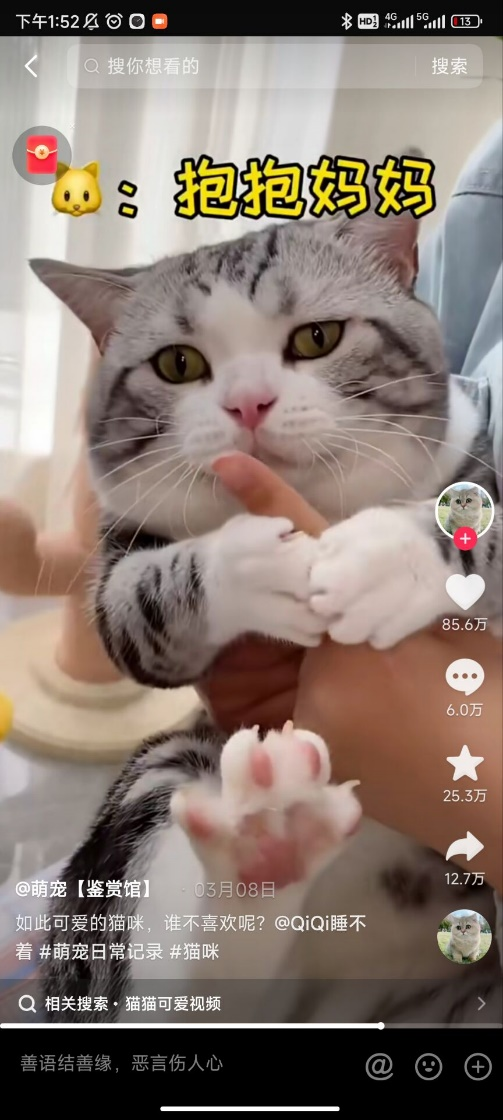 下午1:52 HD 4G 5G 13
搜你想看的 搜索
：抱抱妈妈
85.6万
6.0万
25.3万
12.7万
@萌宠【鉴赏馆】 · 03月08日
如此可爱的猫咪，谁不喜欢呢？@QiQi睡不
着 #萌宠日常记录 #猫咪
相关搜索 · 猫猫可爱视频
善语结善缘，恶言伤人心